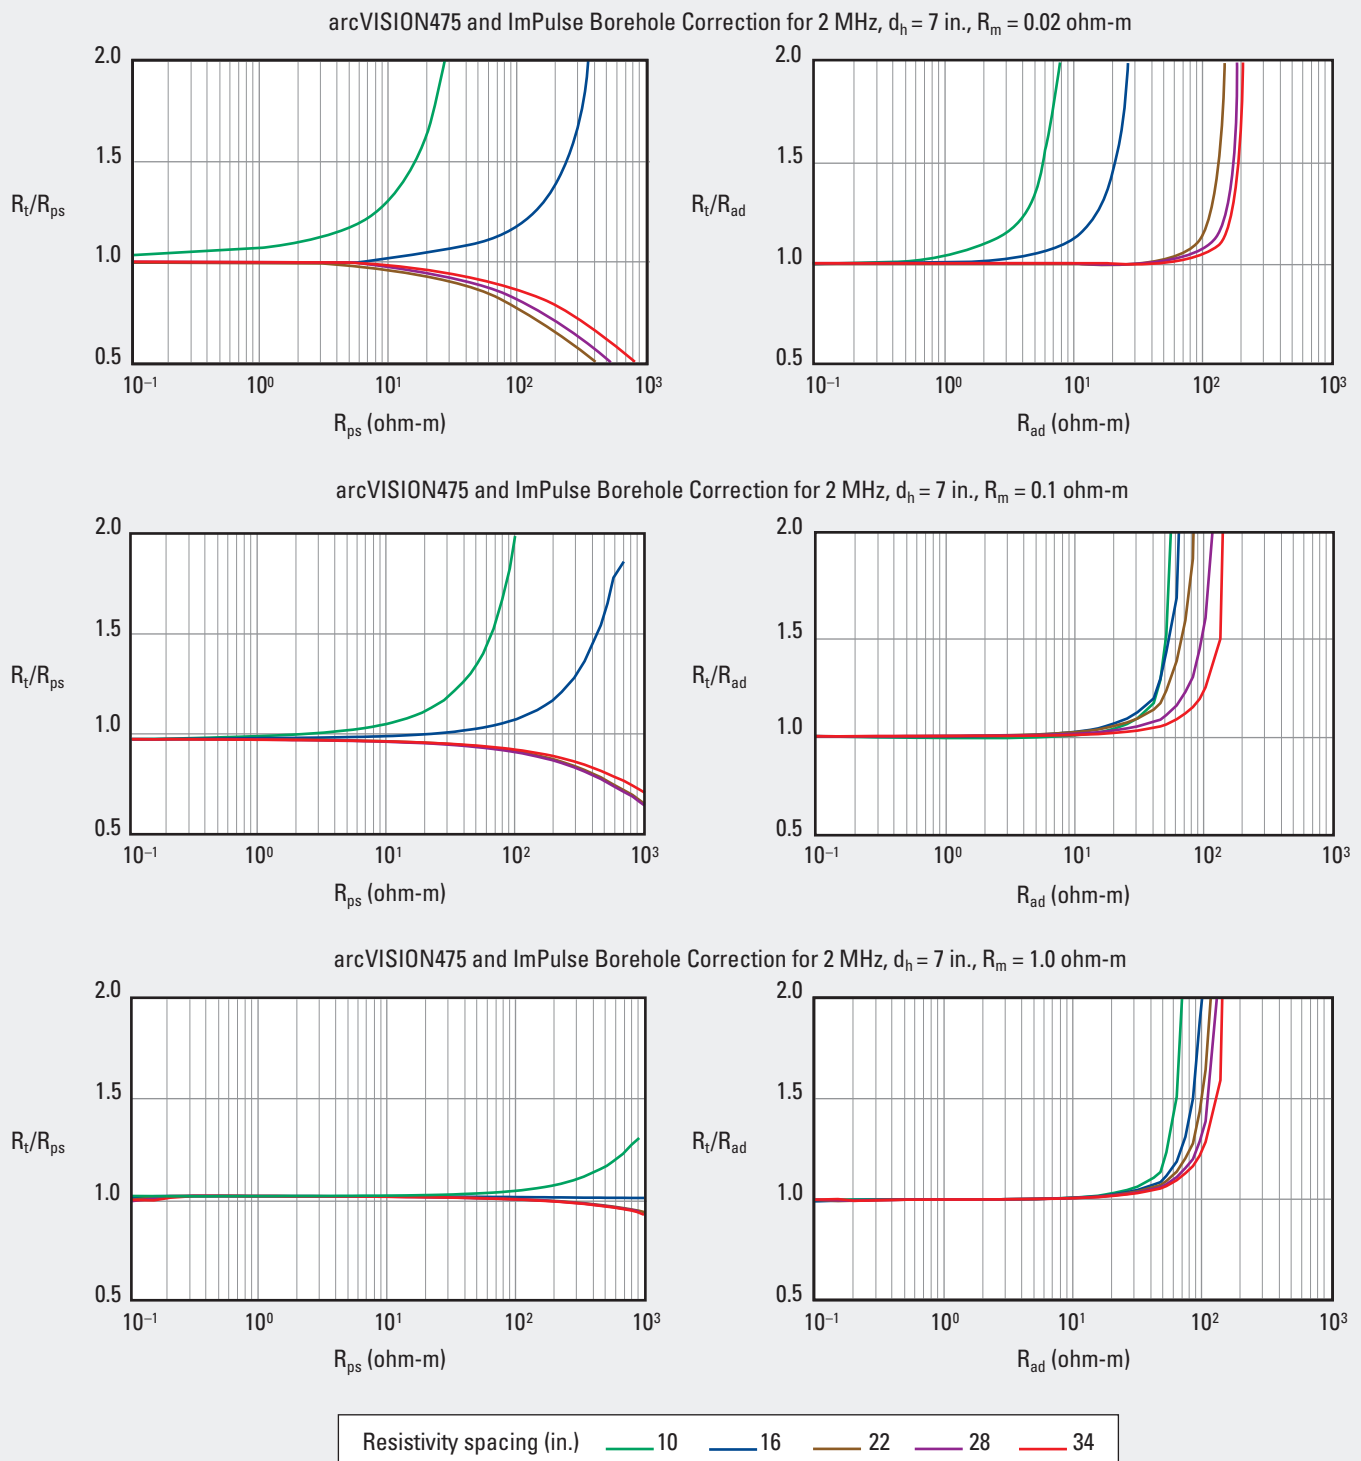 arcVISION475 and ImPulse Borehole Correction for 2 MHz, dh = 7 in., Rm = 0.02 ohm-m
2.0
1.5
1.0
0.5
Rt/Rps
10–1 100 101 102 103
Rps (ohm-m)
2.0
1.5
1.0
0.5
Rt/Rad
10–1 100 101 102 103
Rad (ohm-m)
arcVISION475 and ImPulse Borehole Correction for 2 MHz, dh = 7 in., Rm = 0.1 ohm-m
2.0
1.5
1.0
0.5
Rt/Rps
10–1 100 101 102 103
Rps (ohm-m)
2.0
1.5
1.0
0.5
Rt/Rad
10–1 100 101 102 103
Rad (ohm-m)
arcVISION475 and ImPulse Borehole Correction for 2 MHz, dh = 7 in., Rm = 1.0 ohm-m
2.0
1.5
1.0
0.5
Rt/Rps
10–1 100 101 102 103
Rps (ohm-m)
2.0
1.5
1.0
0.5
Rt/Rad
10–1 100 101 102 103
Rad (ohm-m)
Resistivity spacing (in.) 10 16 22 28 34